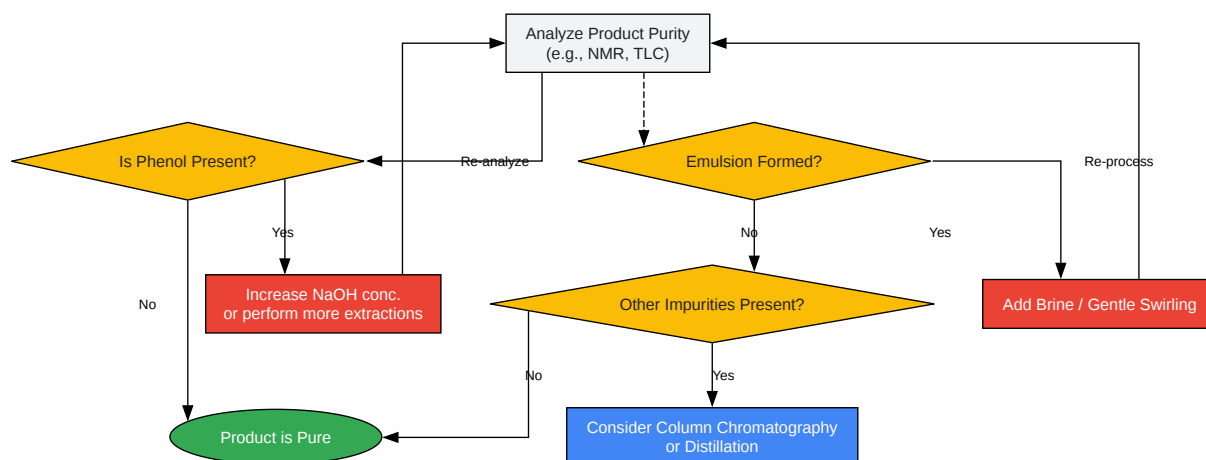 Analyze Product Purity
(e.g., NMR, TLC)
Is Phenol Present?
Re-analyze
Emulsion Formed?
Re-process
Yes
No
Yes
Increase NaOH conc.
or perform more extractions
No
Other Impurities Present?
Add Brine / Gentle Swirling
No
Yes
Product is Pure
Consider Column Chromatography
or Distillation